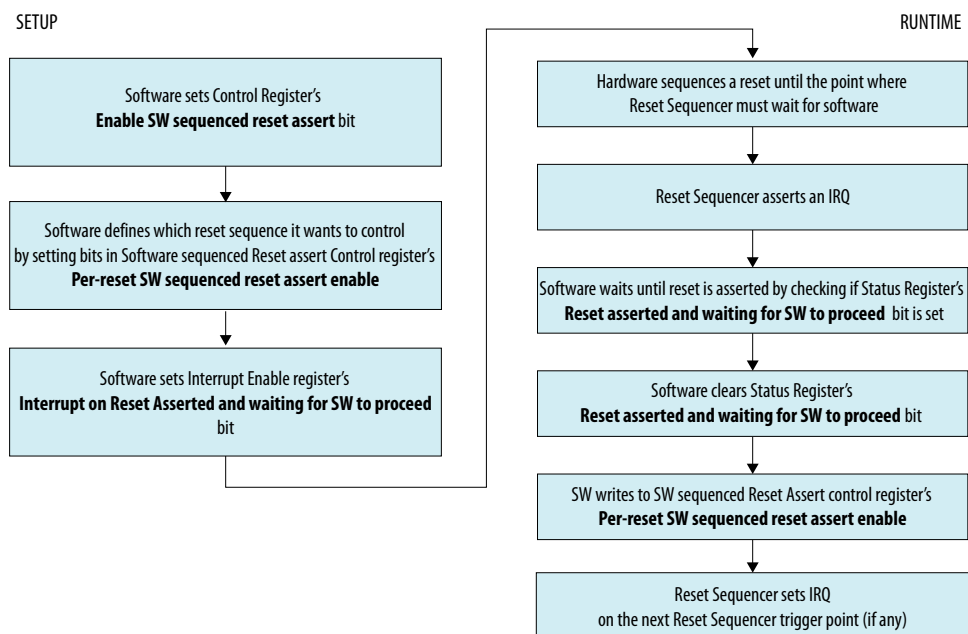 SETUP
Software sets Control Register's
Enable SW sequenced reset assert bit
Software defines which reset sequence it wants to control
by setting bits in Software sequenced Reset assert Control register's
Per-reset SW sequenced reset assert enable
Software sets Interrupt Enable register's
Interrupt on Reset Asserted and waiting for SW to proceed
bit
RUNTIME
Hardware sequences a reset until the point where
Reset Sequencer must wait for software
Reset Sequencer asserts an IRQ
Software waits until reset is asserted by checking if Status Register's
Reset asserted and waiting for SW to proceed bit is set
Software clears Status Register's
Reset asserted and waiting for SW to proceed bit
SW writes to SW sequenced Reset Assert control register's
Per-reset SW sequenced reset assert enable
Reset Sequencer sets IRQ
on the next Reset Sequencer trigger point (if any)